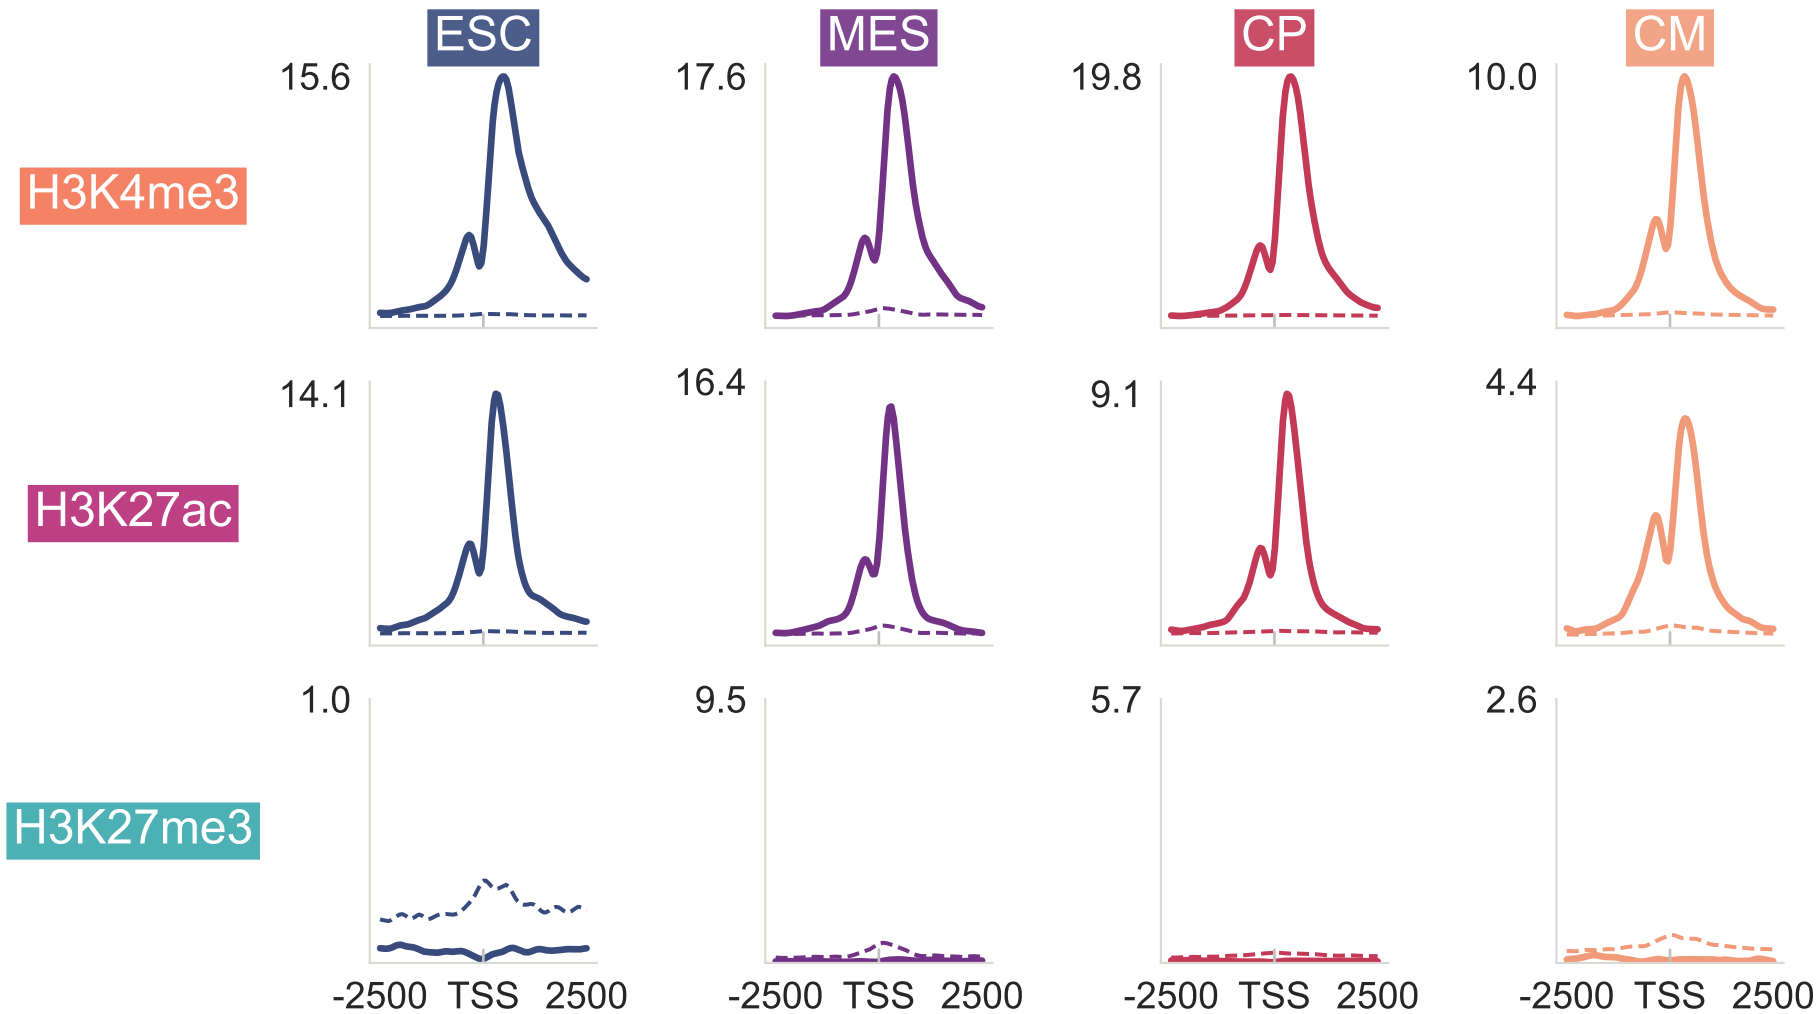 ESC MES CP CM
15.6 17.6 19.8 10.0
H3K4me3
14.1 16.4 9.1 4.4
H3K27ac
1.0 9.5 5.7 2.6
H3K27me3
-2500 TSS 2500 -2500 TSS 2500 -2500 TSS 2500 -2500 TSS 2500